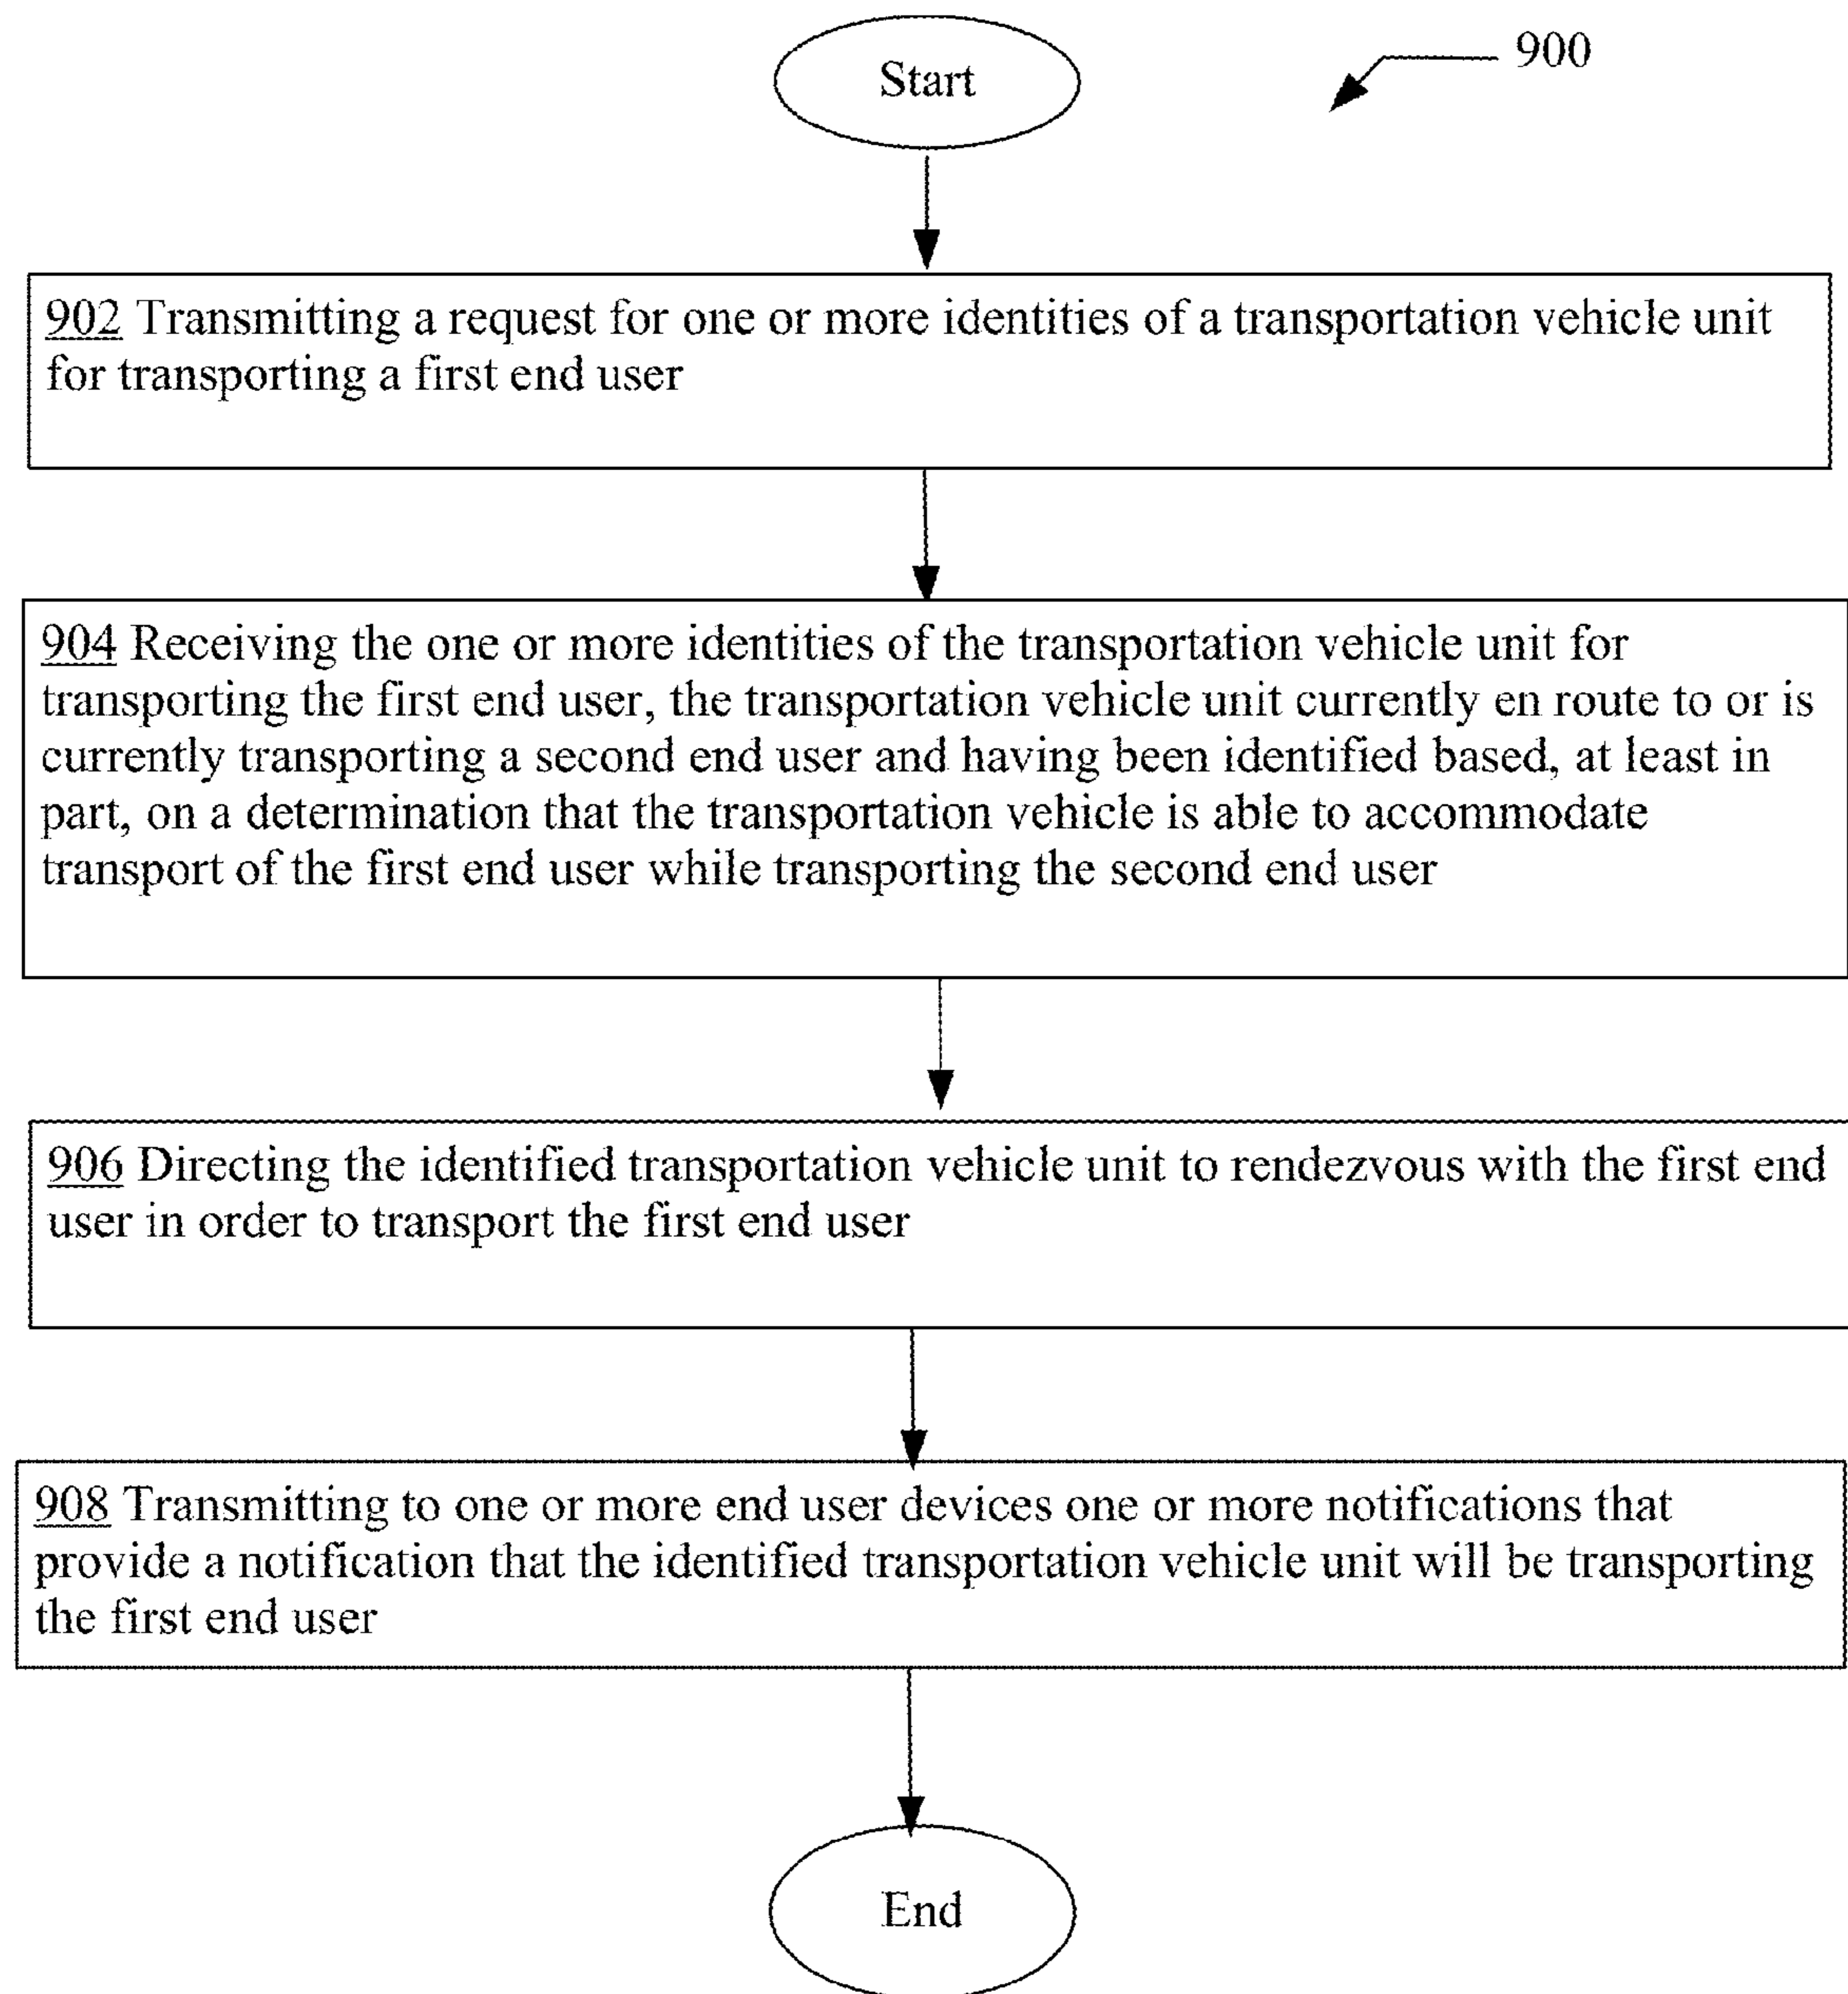 Start
900
902 Transmitting a request for one or more identities of a transportation vehicle unit
for transporting a first end user
904 Receiving the one or more identities of the transportation vehicle unit for
transporting the first end user, the transportation vehicle unit currently en route to or is
currently transporting a second end user and having been identified based, at least in
part, on a determination that the transportation vehicle is able to accommodate
transport of the first end user while transporting the second end user
906 Directing the identified transportation vehicle unit to rendezvous with the first end
user in order to transport the first end user
908 Transmitting to one or more end user devices one or more notifications that
provide a notification that the identified transportation vehicle unit will be transporting
the first end user
End